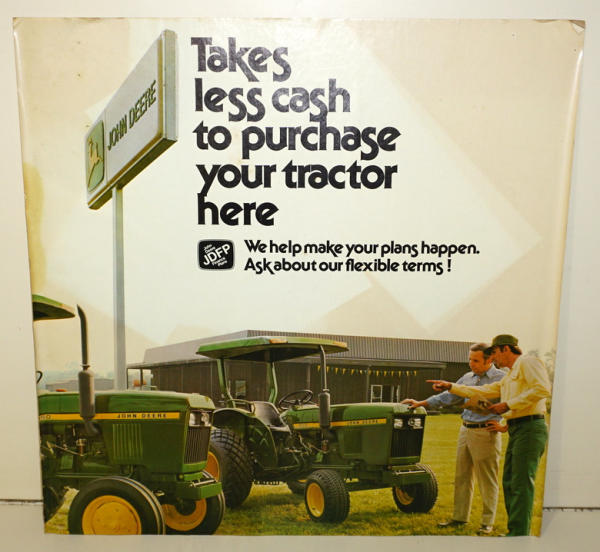 Takes
less cash
to purchase
your tractor
here
JDFP
We help make your plans happen.
Ask about our flexible terms!
JOHN DEERE
JOHN DEERE
JOHN DEERE